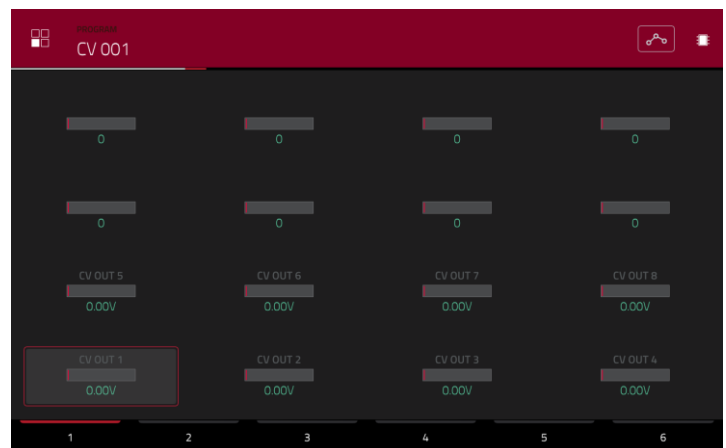 PROGRAM
CV 001
0 0 0 0
0 0 0 0
CV OUT 5 CV OUT 6 CV OUT 7 CV OUT 8
0.00V 0.00V 0.00V 0.00V
CV OUT 1 CV OUT 2 CV OUT 3 CV OUT 4
0.00V 0.00V 0.00V 0.00V
1 2 3 4 5 6